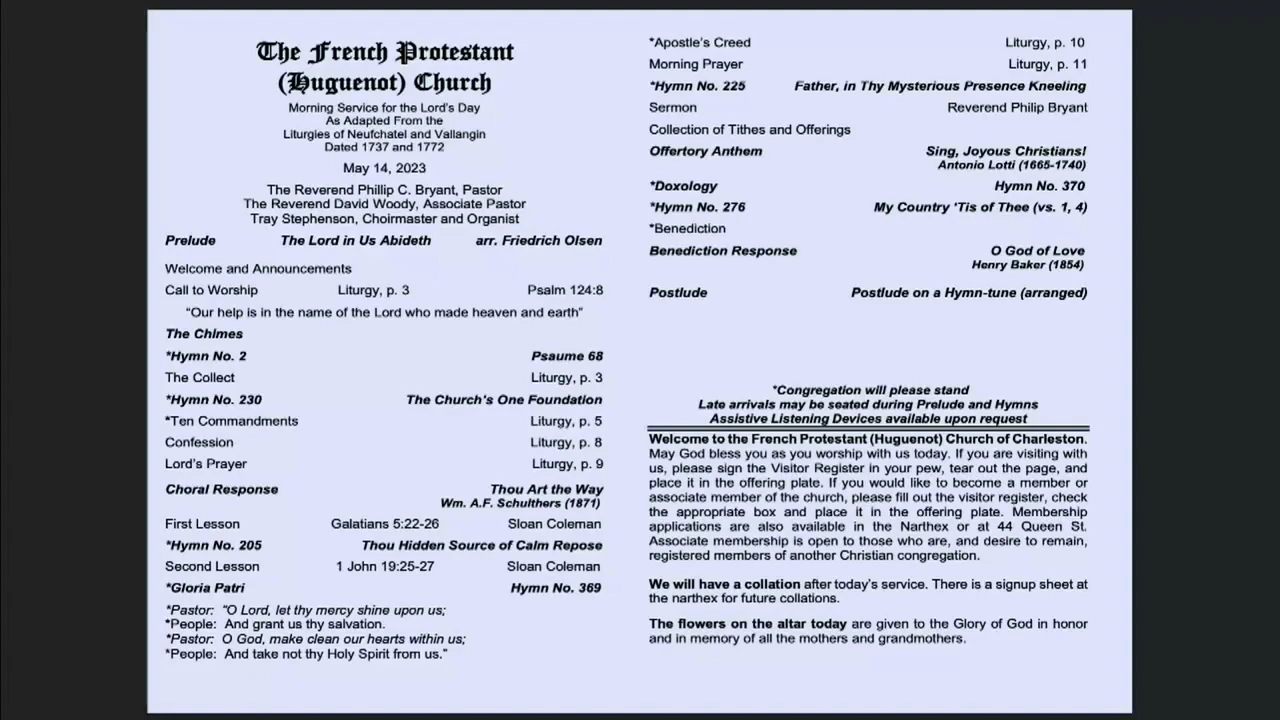 The French Protestant
(Huguenot) Church
Morning Service for the Lord's Day
As Adapted From the
Liturgies of Neufchatel and Vallangin
Dated 1737 and 1772
May 14, 2023
The Reverend Phillip C. Bryant, Pastor
The Reverend David Woody, Associate Pastor
Tray Stephenson, Choirmaster and Organist
Prelude The Lord in Us Abideth arr. Friedrich Olsen
Welcome and Announcements
Call to Worship Liturgy, p. 3 Psalm 124:8
"Our help is in the name of the Lord who made heaven and earth"
The Chimes
*Hymn No. 2 Psaume 68
The Collect Liturgy, p. 3
*Hymn No. 230 The Church's One Foundation
*Ten Commandments Liturgy, p. 5
Confession Liturgy, p. 8
Lord's Prayer Liturgy, p. 9
Choral Response Thou Art the Way
Wm. A.F. Schulthers (1871)
First Lesson Galatians 5:22-26 Sloan Coleman
*Hymn No. 205 Thou Hidden Source of Calm Repose
Second Lesson 1 John 19:25-27 Sloan Coleman
*Gloria Patri Hymn No. 369
*Pastor: "O Lord, let thy mercy shine upon us;
*People: And grant us thy salvation.
*Pastor: O God, make clean our hearts within us;
*People: And take not thy Holy Spirit from us."
*Apostle's Creed Liturgy, p. 10
Morning Prayer Liturgy, p. 11
*Hymn No. 225 Father, in Thy Mysterious Presence Kneeling
Sermon Reverend Philip Bryant
Collection of Tithes and Offerings
Offertory Anthem Sing, Joyous Christians!
Antonio Lotti (1665-1740)
*Doxology Hymn No. 370
*Hymn No. 276 My Country 'Tis of Thee (vs. 1, 4)
*Benediction
Benediction Response O God of Love
Henry Baker (1854)
Postlude Postlude on a Hymn-tune (arranged)
*Congregation will please stand
Late arrivals may be seated during Prelude and Hymns
Assistive Listening Devices available upon request
Welcome to the French Protestant (Huguenot) Church of Charleston.
May God bless you as you worship with us today. If you are visiting with
us, please sign the Visitor Register in your pew, tear out the page, and
place it in the offering plate. If you would like to become a member or
associate member of the church, please fill out the visitor register, check
the appropriate box and place it in the offering plate. Membership
applications are also available in the Narthex or at 44 Queen St.
Associate membership is open to those who are, and desire to remain,
registered members of another Christian congregation.
We will have a collation after today's service. There is a signup sheet at
the narthex for future collations.
The flowers on the altar today are given to the Glory of God in honor
and in memory of all the mothers and grandmothers.